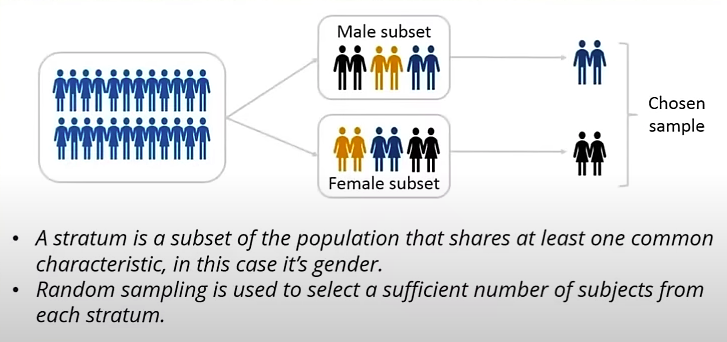 Male subset
Female subset
Chosen
sample
• A stratum is a subset of the population that shares at least one common
characteristic, in this case it's gender.
• Random sampling is used to select a sufficient number of subjects from
each stratum.